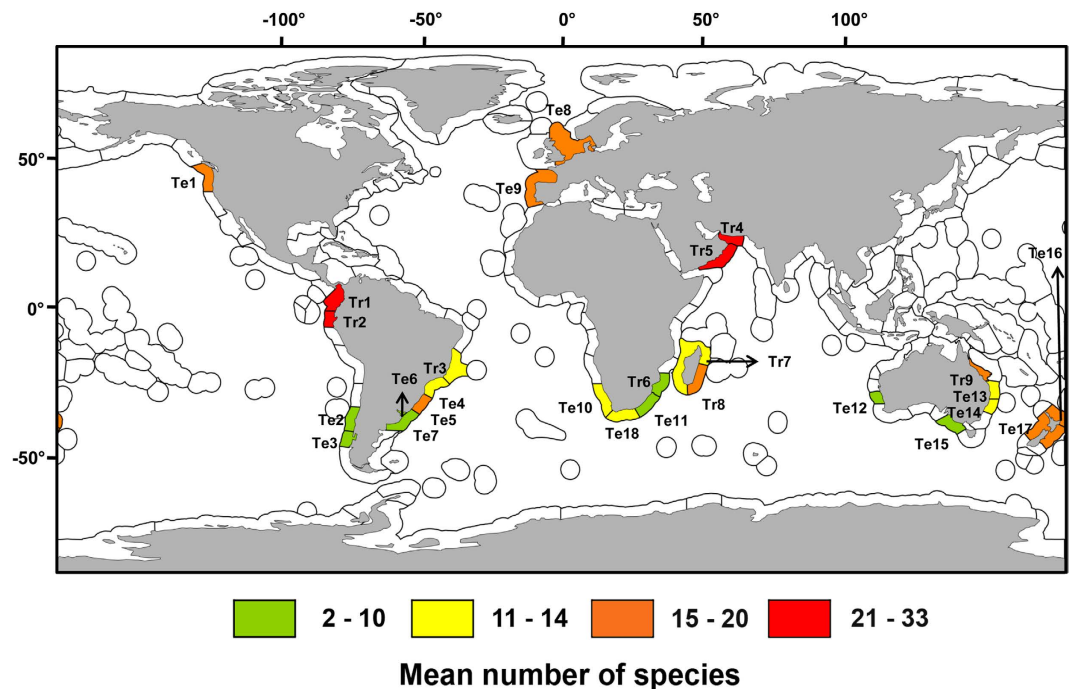 -100° -50° 0° 50° 100°
Te8
50°
Te1
Te9
Tr4
Tr5
Te16
0°
Tr1
Tr2
Tr3
Te6
Tr7
Tr6
Tr8
Tr9
Te2
Te4
Te5
Te3
Te7
Te10
Te11
Te18
Te12
Te13
Te14
Te15
Te17
-50°
2 - 10 11 - 14 15 - 20 21 - 33
Mean number of species